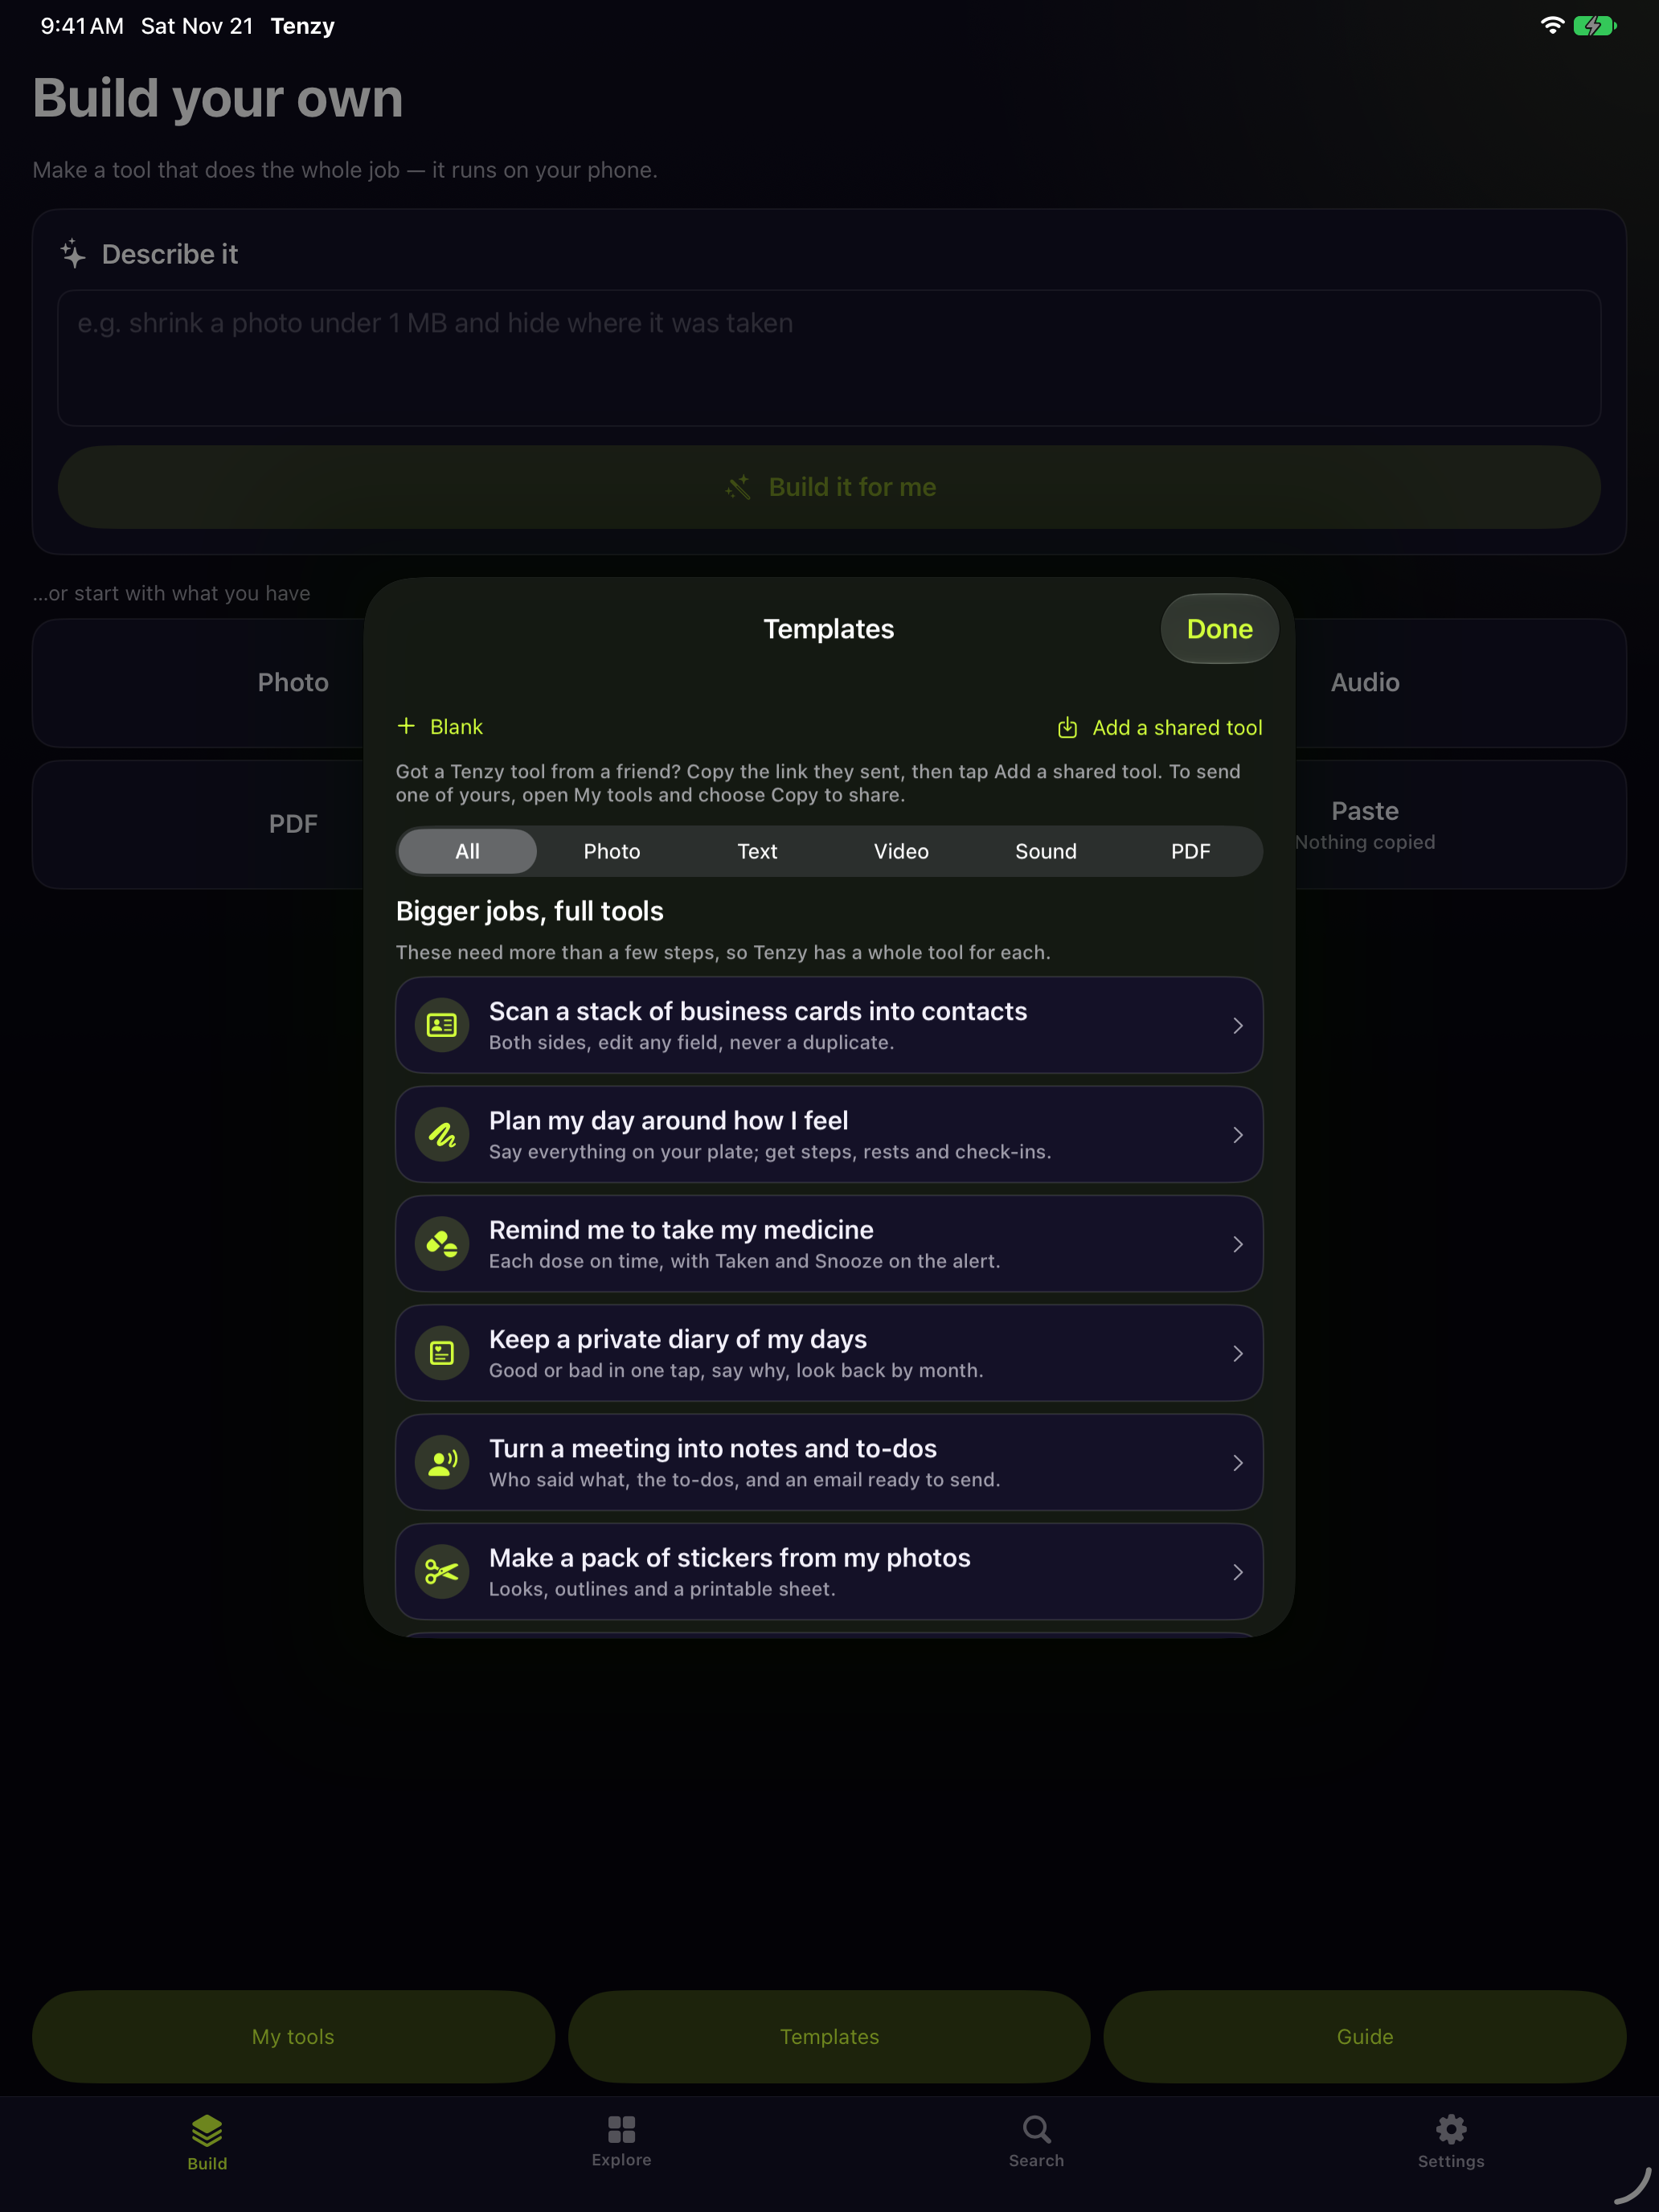 9:41 AM Sat Nov 21 Tenzy
Build your own
Make a tool that does the whole job — it runs on your phone.
Describe it
e.g. shrink a photo under 1 MB and hide where it was taken
Build it for me
...or start with what you have
Photo
Audio
PDF
Paste
Nothing copied
Templates
Done
Blank
Add a shared tool
Got a Tenzy tool from a friend? Copy the link they sent, then tap Add a shared tool. To send
one of yours, open My tools and choose Copy to share.
All Photo Text Video Sound PDF
Bigger jobs, full tools
These need more than a few steps, so Tenzy has a whole tool for each.
Scan a stack of business cards into contacts
Both sides, edit any field, never a duplicate.
Plan my day around how I feel
Say everything on your plate; get steps, rests and check-ins.
Remind me to take my medicine
Each dose on time, with Taken and Snooze on the alert.
Keep a private diary of my days
Good or bad in one tap, say why, look back by month.
Turn a meeting into notes and to-dos
Who said what, the to-dos, and an email ready to send.
Make a pack of stickers from my photos
Looks, outlines and a printable sheet.
My tools
Templates
Guide
Build
Explore
Search
Settings